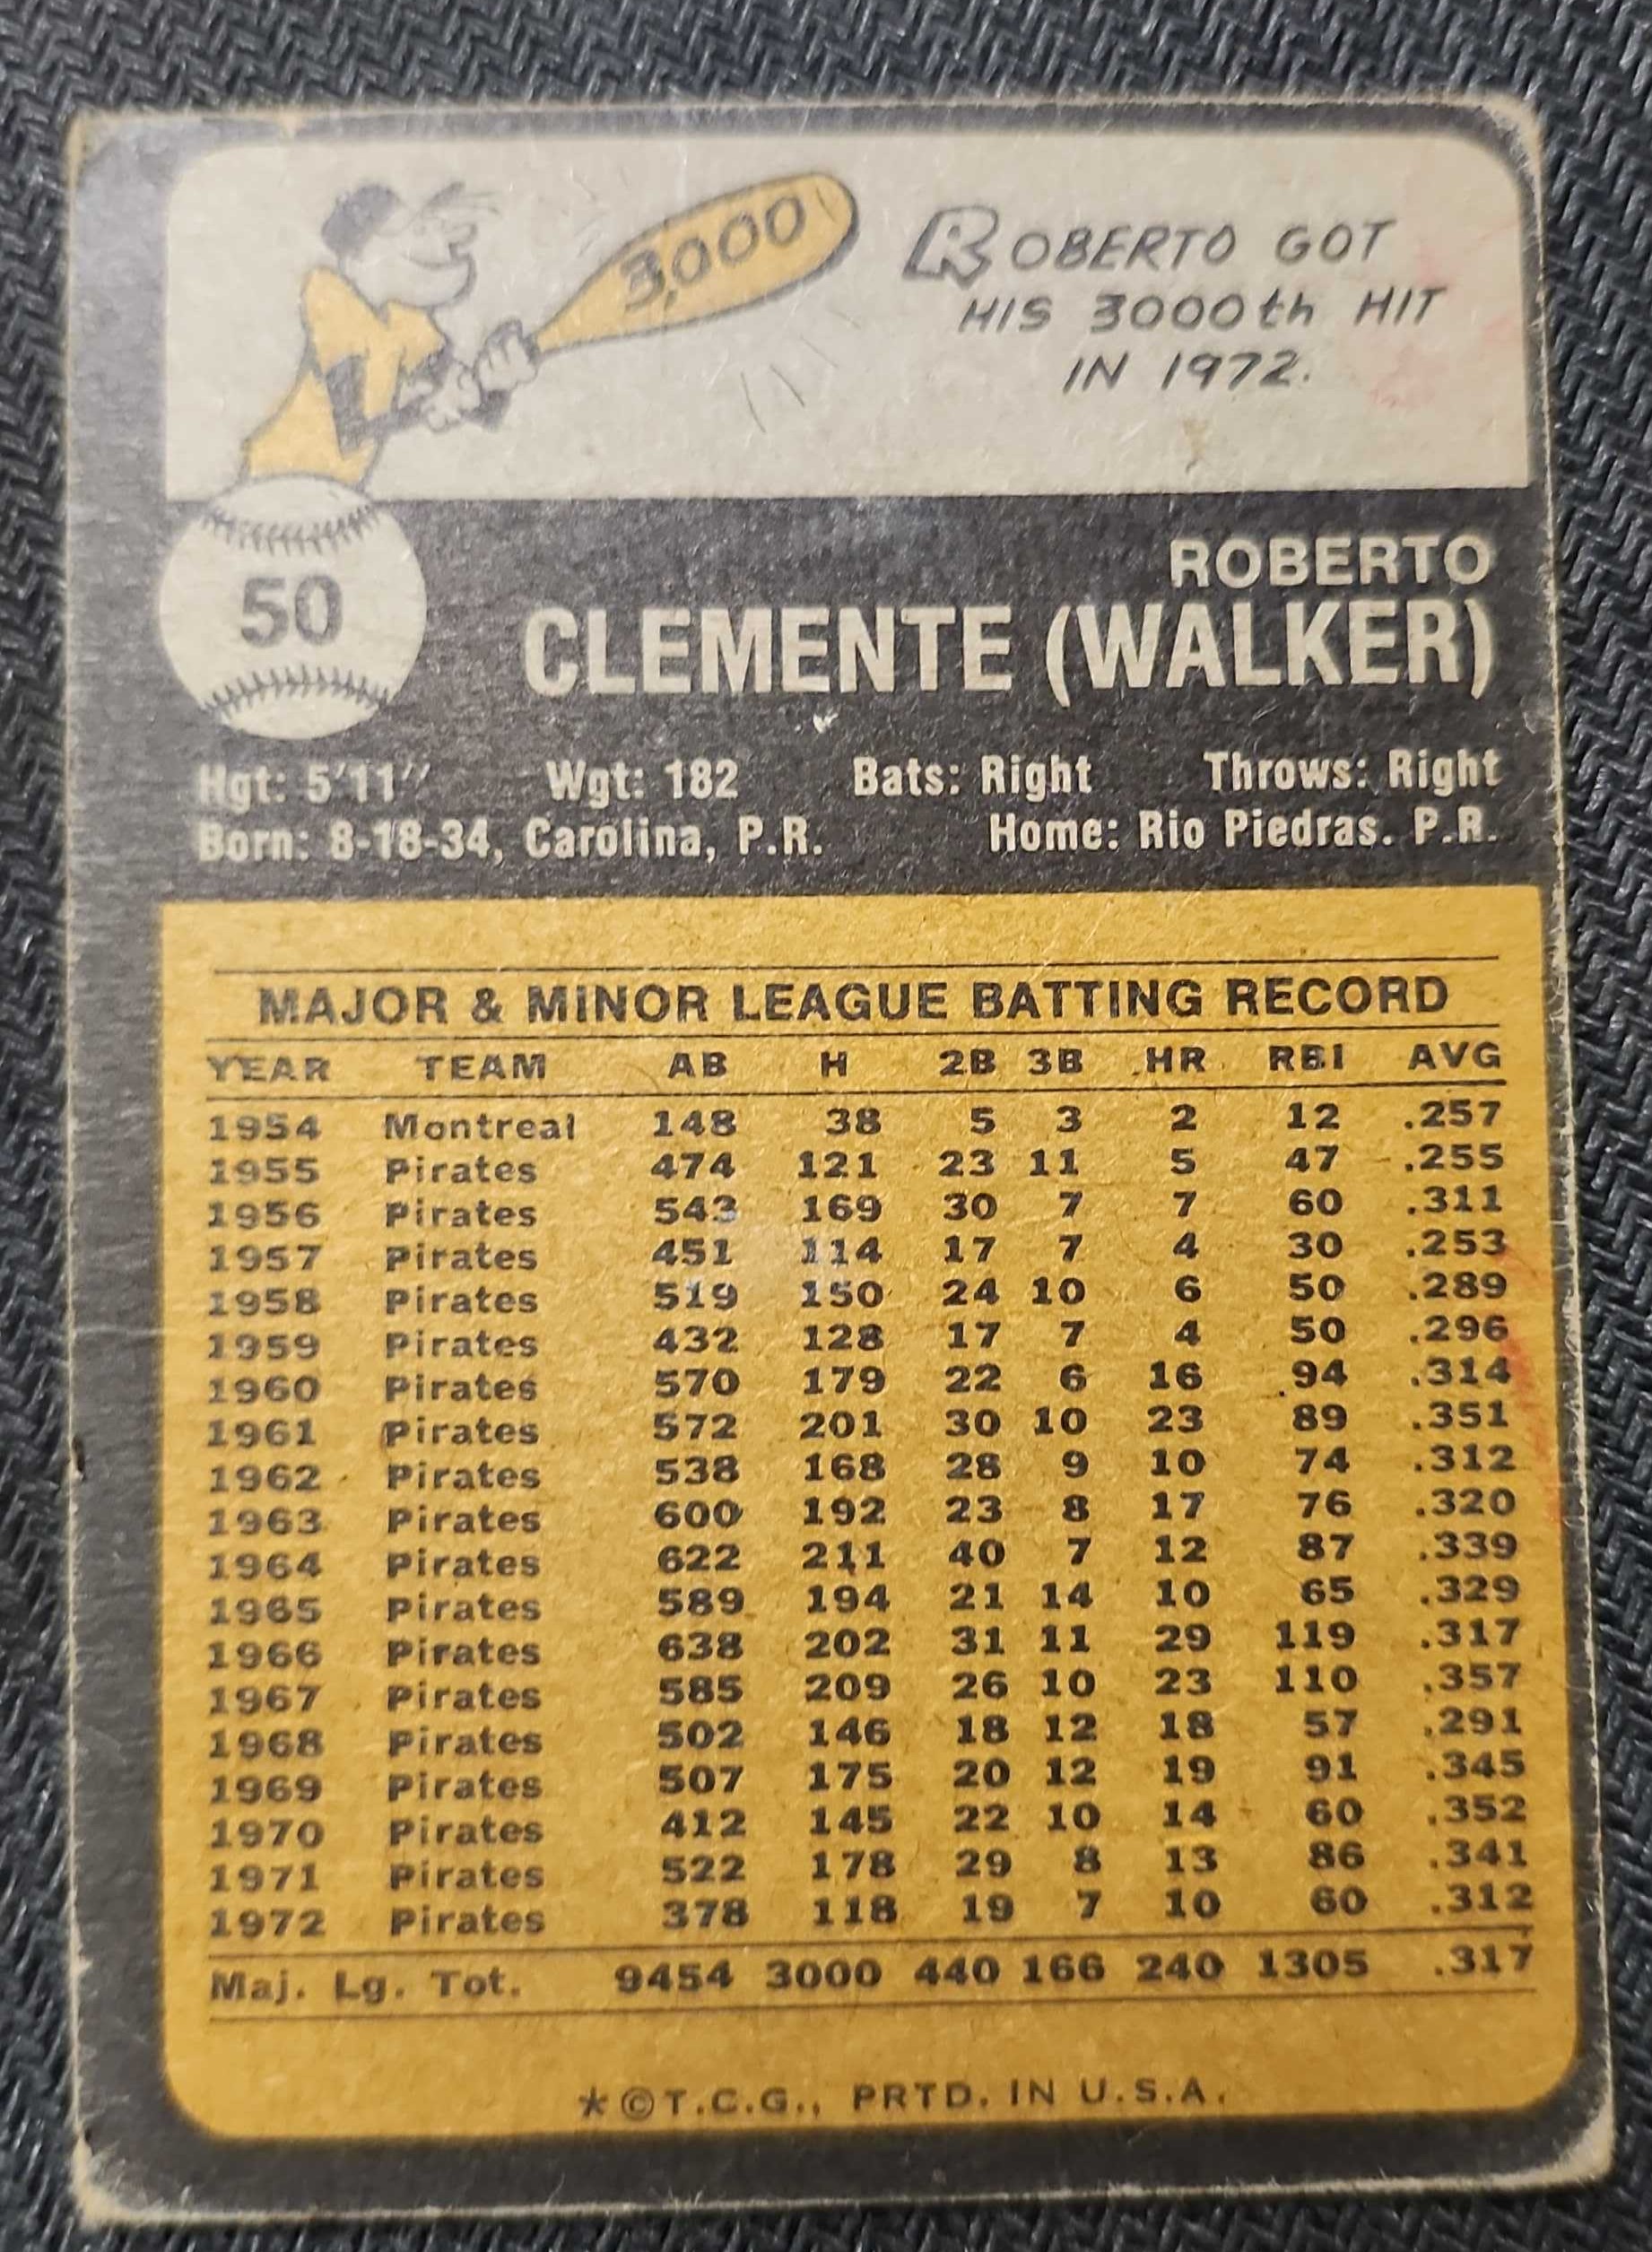 3,000
ROBERTO GOT
HIS 3000th HIT
IN 1972.
50
ROBERTO
CLEMENTE (WALKER)
Hgt: 5'11" Wgt: 182 Bats: Right Throws: Right
Born: 8-18-34, Carolina, P.R. Home: Rio Piedras. P.R.
MAJOR & MINOR LEAGUE BATTING RECORD
YEAR TEAM AB H 2B 3B HR RBI AVG
1954 Montreal 148 38 5 3 2 12 .257
1955 Pirates 474 121 23 11 5 47 .255
1956 Pirates 543 169 30 7 7 60 .311
1957 Pirates 451 114 17 7 4 30 .253
1958 Pirates 519 150 24 10 6 50 .289
1959 Pirates 432 128 17 7 4 50 .296
1960 Pirates 570 179 22 6 16 94 .314
1961 Pirates 572 201 30 10 23 89 .351
1962 Pirates 538 168 28 9 10 74 .312
1963 Pirates 600 192 23 8 17 76 .320
1964 Pirates 622 211 40 7 12 87 .339
1965 Pirates 589 194 21 14 10 65 .329
1966 Pirates 638 202 31 11 29 119 .317
1967 Pirates 585 209 26 10 23 110 .357
1968 Pirates 502 146 18 12 18 57 .291
1969 Pirates 507 175 20 12 19 91 .345
1970 Pirates 412 145 22 10 14 60 .352
1971 Pirates 522 178 29 8 13 86 .341
1972 Pirates 378 118 19 7 10 60 .312
Maj. Lg. Tot. 9454 3000 440 166 240 1305 .317
*©T.C.G., PRTD. IN U.S.A.